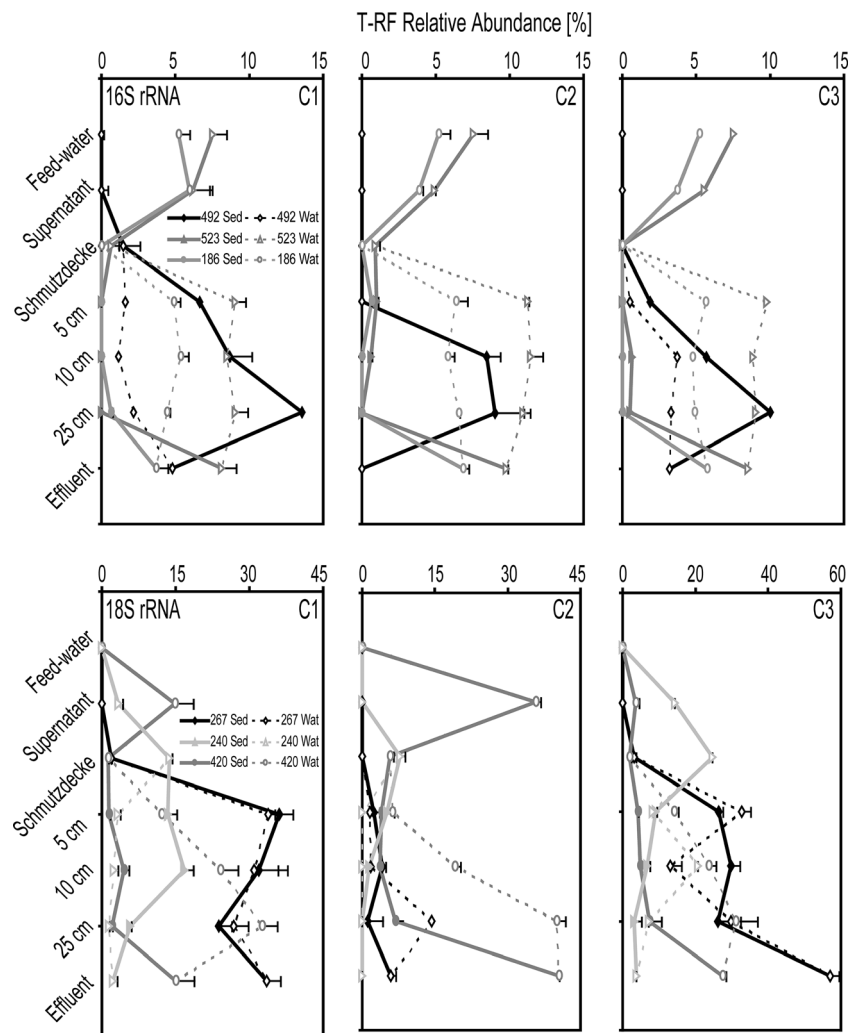 T-RF Relative Abundance [%]
0 5 10 15 0 5 10 15 0 5 10 15
16S rRNA C1 C2 C3
Feed-water
Supernatant
492 Sed 492 Wat
523 Sed 523 Wat
Schmutzdecke
186 Sed 186 Wat
5 cm
10 cm
25 cm
Effluent
0 15 30 45 0 15 30 45 0 20 40 60
18S rRNA C1 C2 C3
Feed-water
Supernatant
267 Sed 267 Wat
240 Sed 240 Wat
Schmutzdecke
420 Sed 420 Wat
5 cm
10 cm
25 cm
Effluent